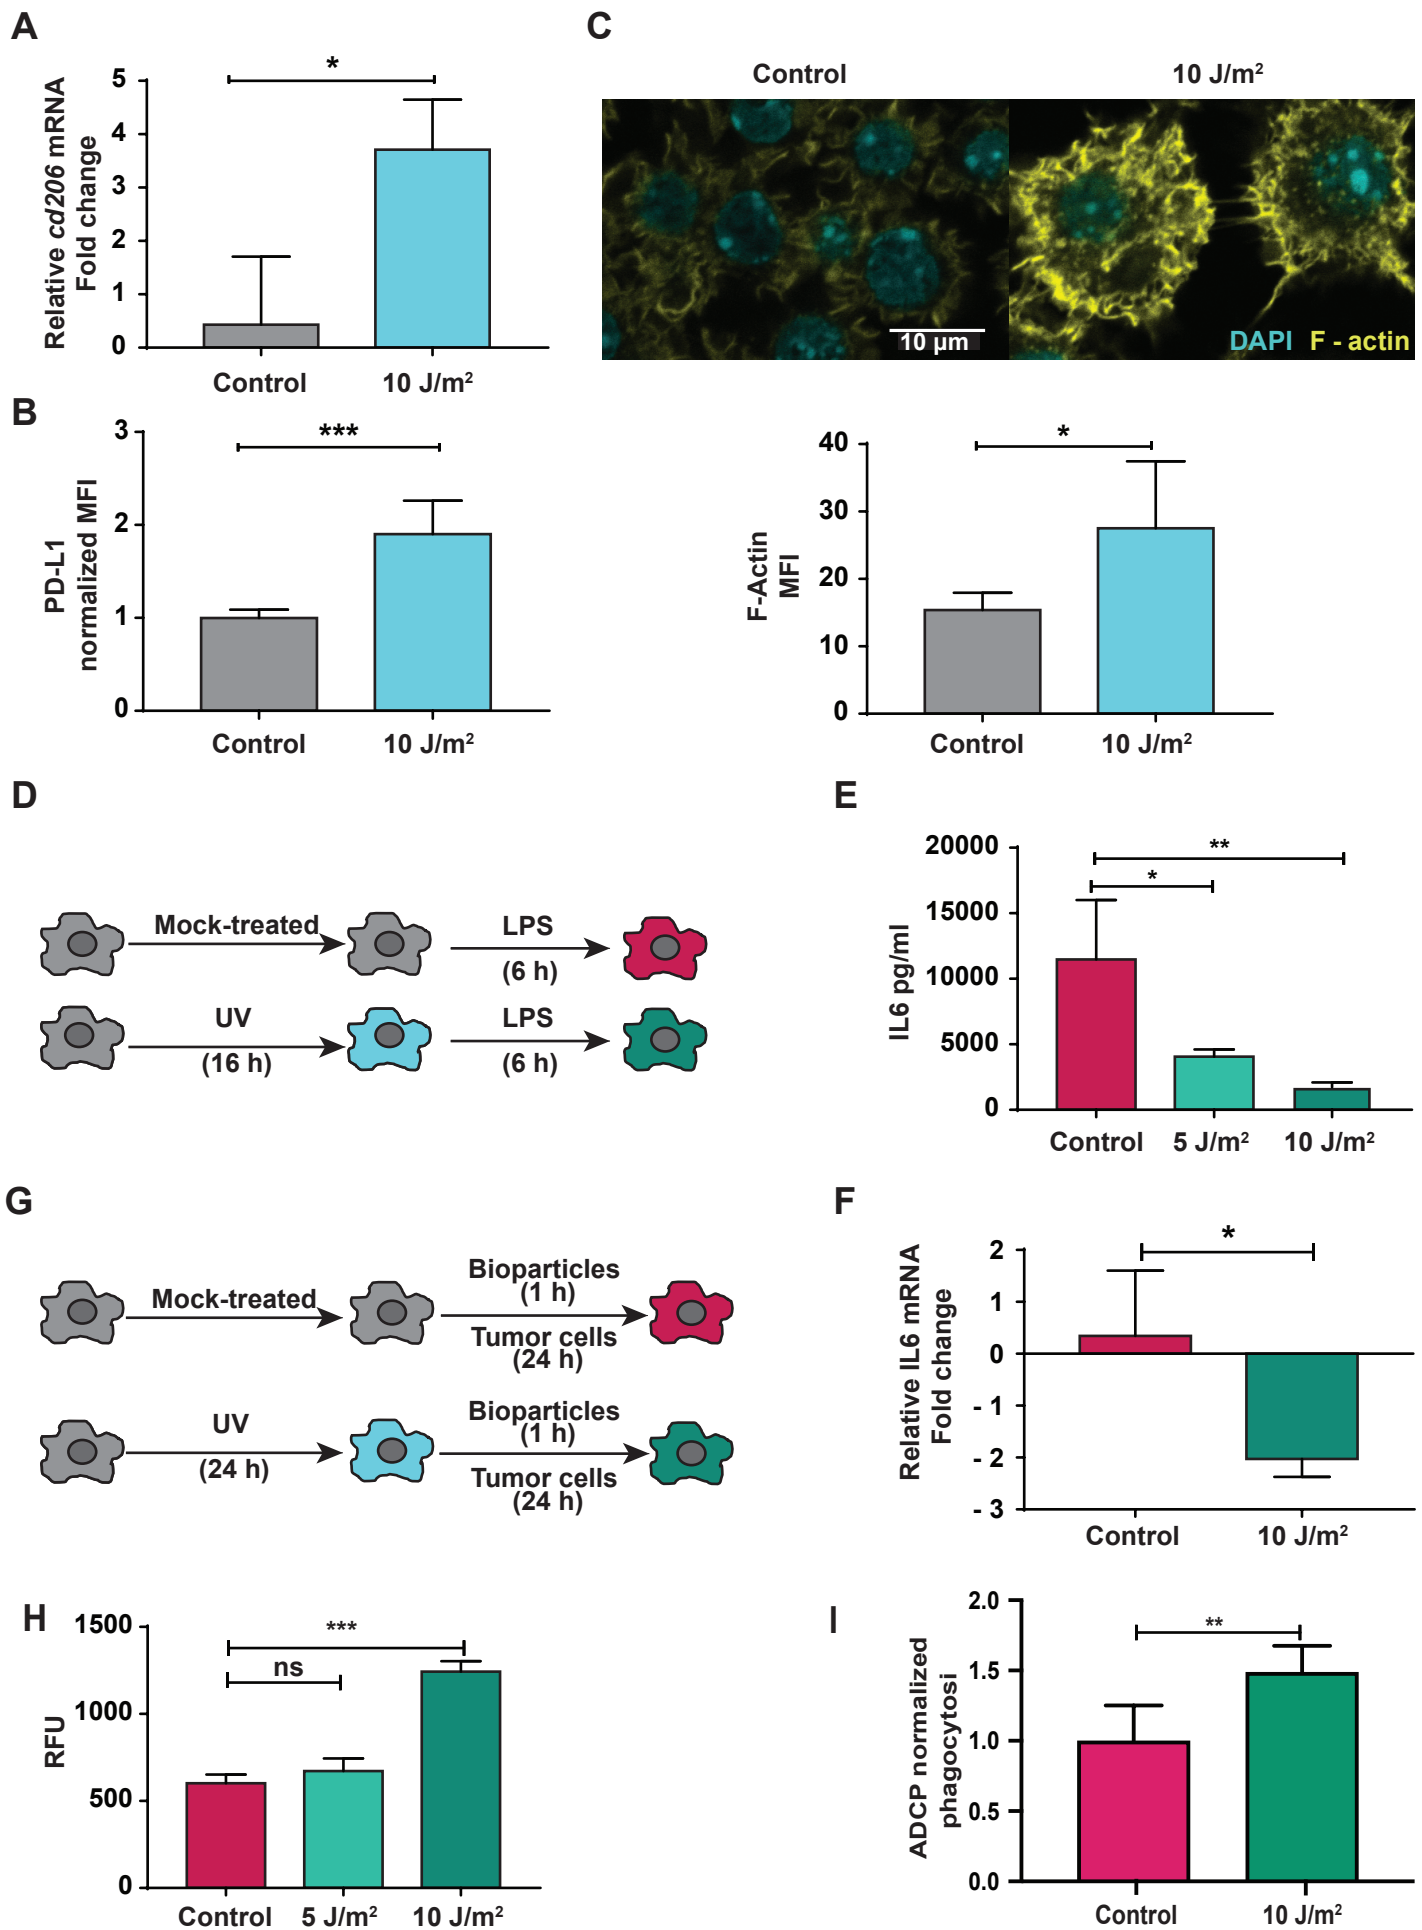 A
Relative cd206 mRNA
Fold change
5
4
3
2
1
0
*
Control
10 J/m²
C
Control
10 J/m²
10 µm
DAPI F - actin
B
PD-L1
normalized MFI
3
2
1
0
***
Control
10 J/m²
F-Actin
MFI
40
30
20
10
0
*
Control
10 J/m²
D
Mock-treated
LPS
(6 h)
UV
(16 h)
LPS
(6 h)
E
IL6 pg/ml
20000
15000
10000
5000
0
**
*
Control
5 J/m²
10 J/m²
G
Mock-treated
Bioparticles
(1 h)
Tumor cells
(24 h)
UV
(24 h)
Bioparticles
(1 h)
Tumor cells
(24 h)
F
Relative IL6 mRNA
Fold change
2
1
0
- 1
- 2
- 3
*
Control
10 J/m²
H
RFU
1500
1000
500
0
***
ns
Control
5 J/m²
10 J/m²
I
ADCP normalized
phagocytosi
2.0
1.5
1.0
0.5
0.0
**
Control
10 J/m²